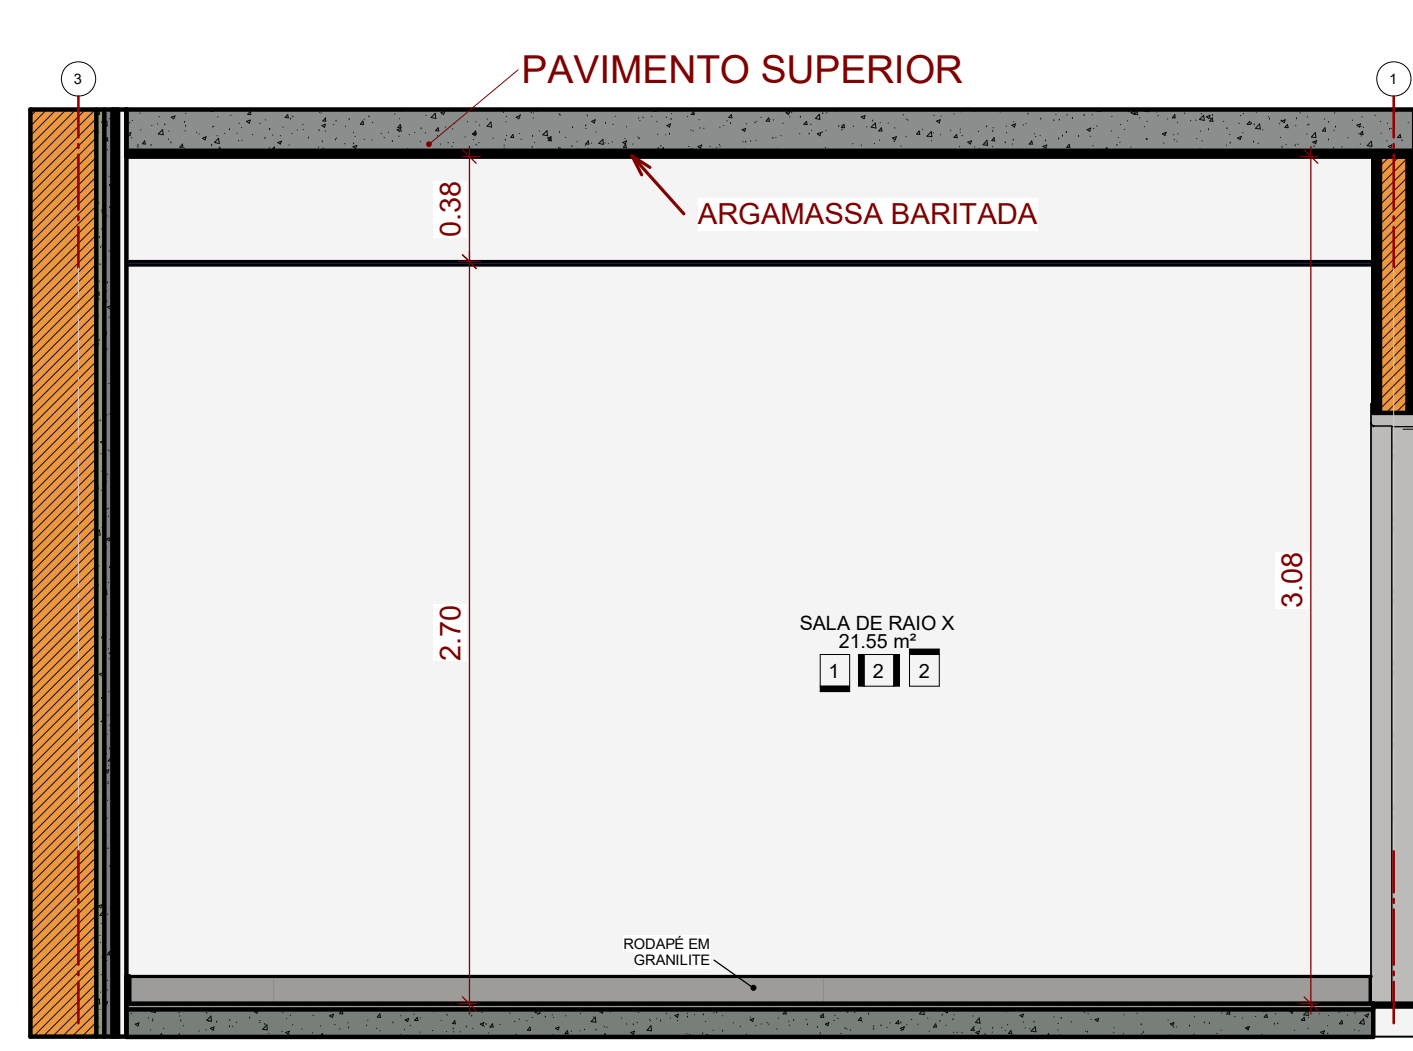 3
PAVIMENTO SUPERIOR
1
0.38
ARGAMASSA BARITADA
2.70
3.08
SALA DE RAIO X
21.55 m²
1 2 2
RODAPÉ EM
GRANILITE